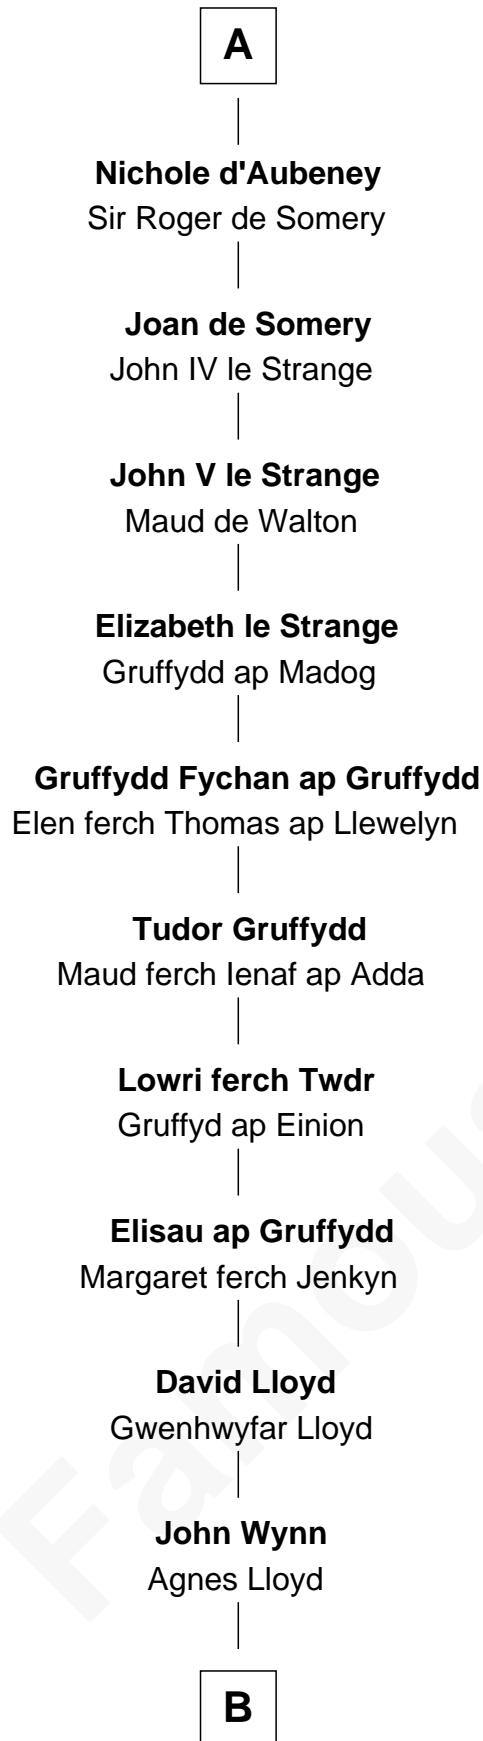 A
Nichole d'Aubeney
Sir Roger de Somery
Joan de Somery
John IV le Strange
John V le Strange
Maud de Walton
Elizabeth le Strange
Gruffydd ap Madog
Gruffydd Fychan ap Gruffydd
Elen ferch Thomas ap Llewelyn
Tudor Gruffydd
Maud ferch Ienaf ap Adda
Lowri ferch Twdr
Gruffyd ap Einion
Elisau ap Gruffydd
Margaret ferch Jenkyn
David Lloyd
Gwenhwyfar Lloyd
John Wynn
Agnes Lloyd
B
Famous